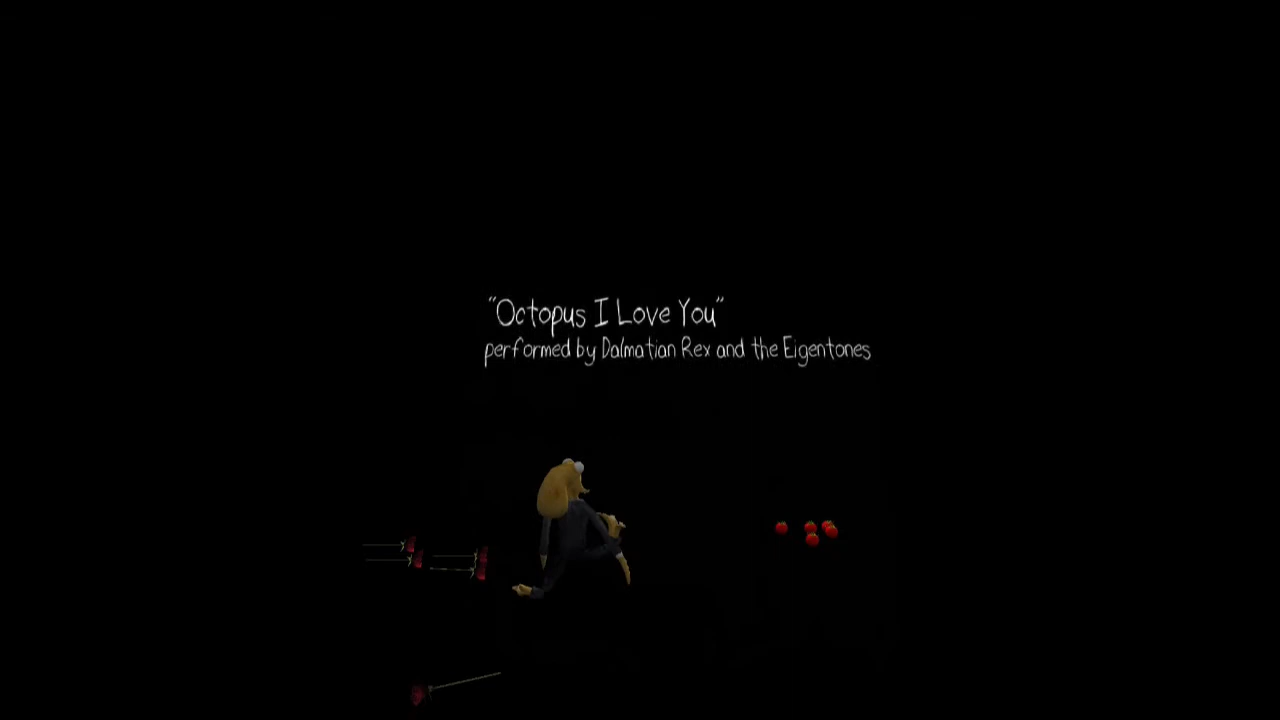 "Octopus I Love You"
performed by Dalmatian Rex and the Eigentones